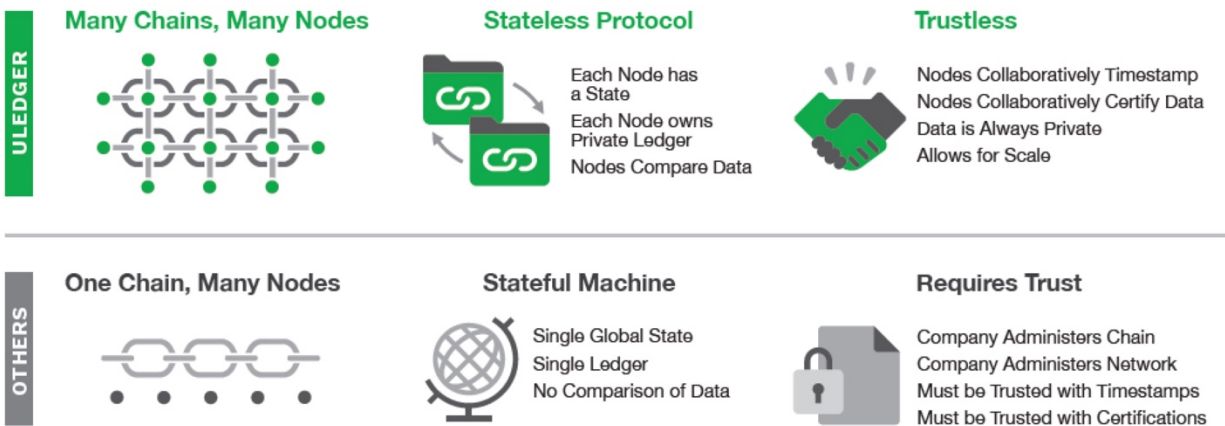 ULEDGER
Many Chains, Many Nodes
Stateless Protocol
Each Node has
a State
Each Node owns
Private Ledger
Nodes Compare Data
Trustless
Nodes Collaboratively Timestamp
Nodes Collaboratively Certify Data
Data is Always Private
Allows for Scale
OTHERS
One Chain, Many Nodes
Stateful Machine
Single Global State
Single Ledger
No Comparison of Data
Requires Trust
Company Administers Chain
Company Administers Network
Must be Trusted with Timestamps
Must be Trusted with Certifications